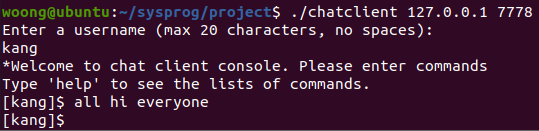 woong@ubuntu:~/sysprog/project$ ./chatclient 127.0.0.1 7778
Enter a username (max 20 characters, no spaces):
kang
*Welcome to chat client console. Please enter commands
Type 'help' to see the lists of commands.
[kang]$ all hi everyone
[kang]$